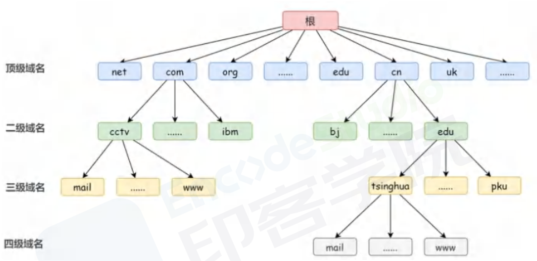 根
顶级域名 net com org ...... edu cn uk ......
二级域名 cctv ...... ibm bj ...... edu
三级域名 mail ...... www tsinghua ...... pku
四级域名 mail ...... www
印客学院